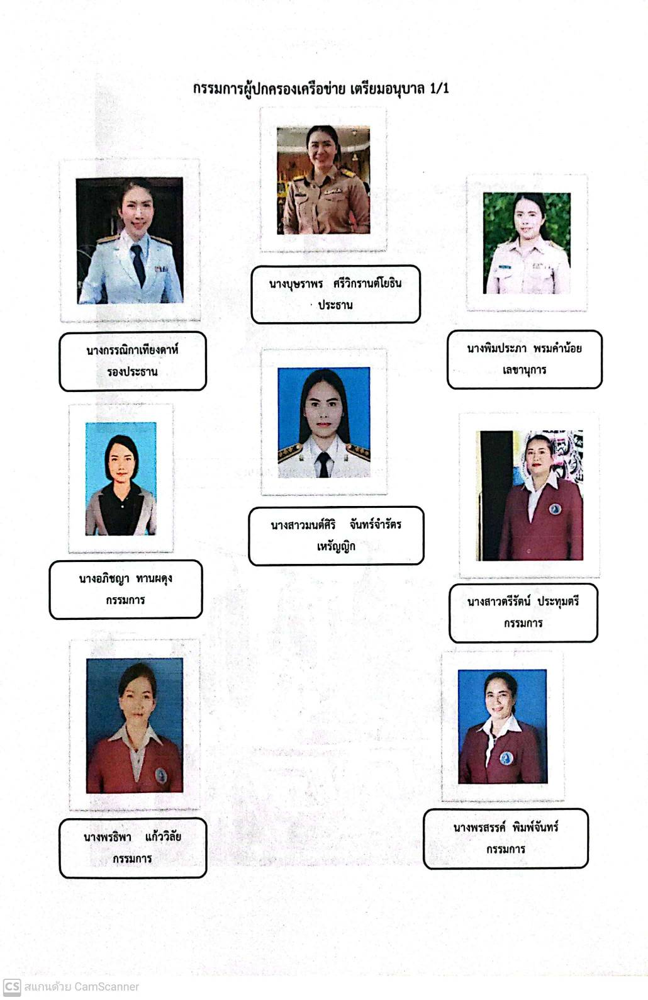 กรรมการผู้ปกครองเครือข่าย เตรียมอนุบาล 1/1
นางบุษราพร ศรีวิกรานต์โยธิน
ประธาน
นางกรรณิกาเทียงดาห์
รองประธาน
นางพิมประภา พรมคำน้อย
เลขานุการ
นางสาวมนต์ศิริ จันทร์จำรัตร
เหรัญญิก
นางอภิชญา ทานผดุง
กรรมการ
นางสาวตรีรัตน์ ประทุมตรี
กรรมการ
นางพรธิพา แก้ววิลัย
กรรมการ
นางพรสรรค์ พิมพ์จันทร์
กรรมการ
CS สแกนด้วย CamScanner